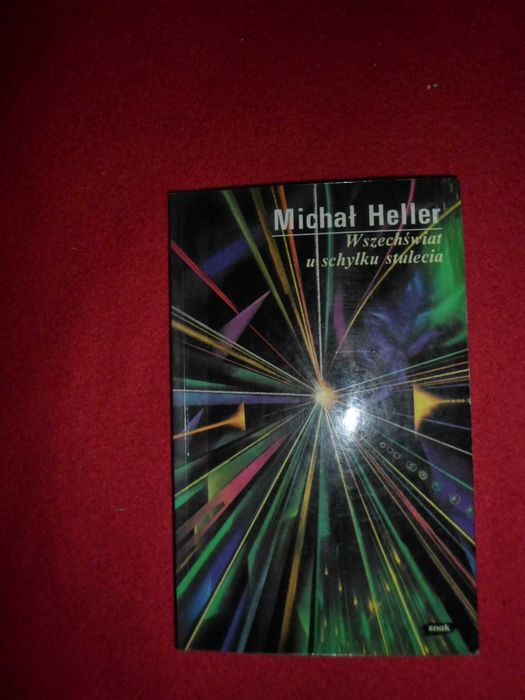 Michał Heller
Wszechświat
u schyłku stulecia
znak